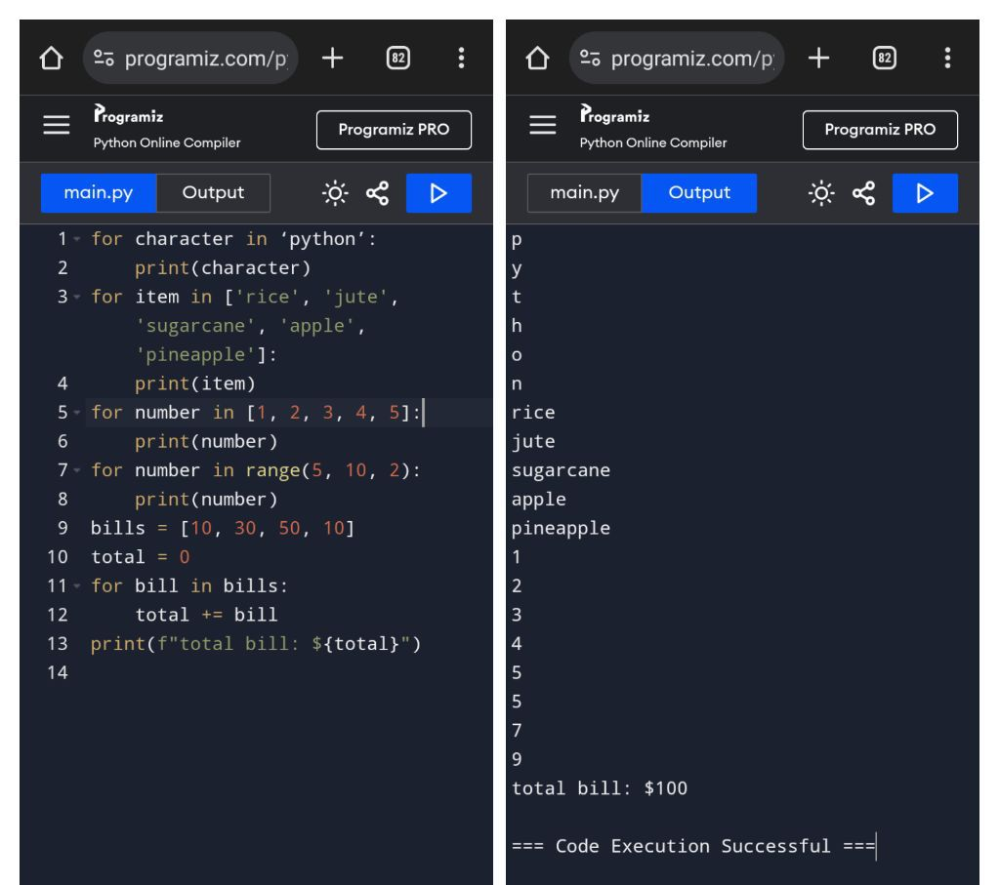 programiz.com/p
82
Programiz
Python Online Compiler
Programiz PRO
main.py
Output
1 for character in ‘python’:
2     print(character)
3 for item in ['rice', 'jute',
    'sugarcane', 'apple',
    'pineapple']:
4     print(item)
5 for number in [1, 2, 3, 4, 5]:
6     print(number)
7 for number in range(5, 10, 2):
8     print(number)
9 bills = [10, 30, 50, 10]
10 total = 0
11 for bill in bills:
12     total += bill
13 print(f"total bill: ${total}")
14
programiz.com/p
82
Programiz
Python Online Compiler
Programiz PRO
main.py
Output
p
y
t
h
o
n
rice
jute
sugarcane
apple
pineapple
1
2
3
4
5
5
7
9
total bill: $100
=== Code Execution Successful ===